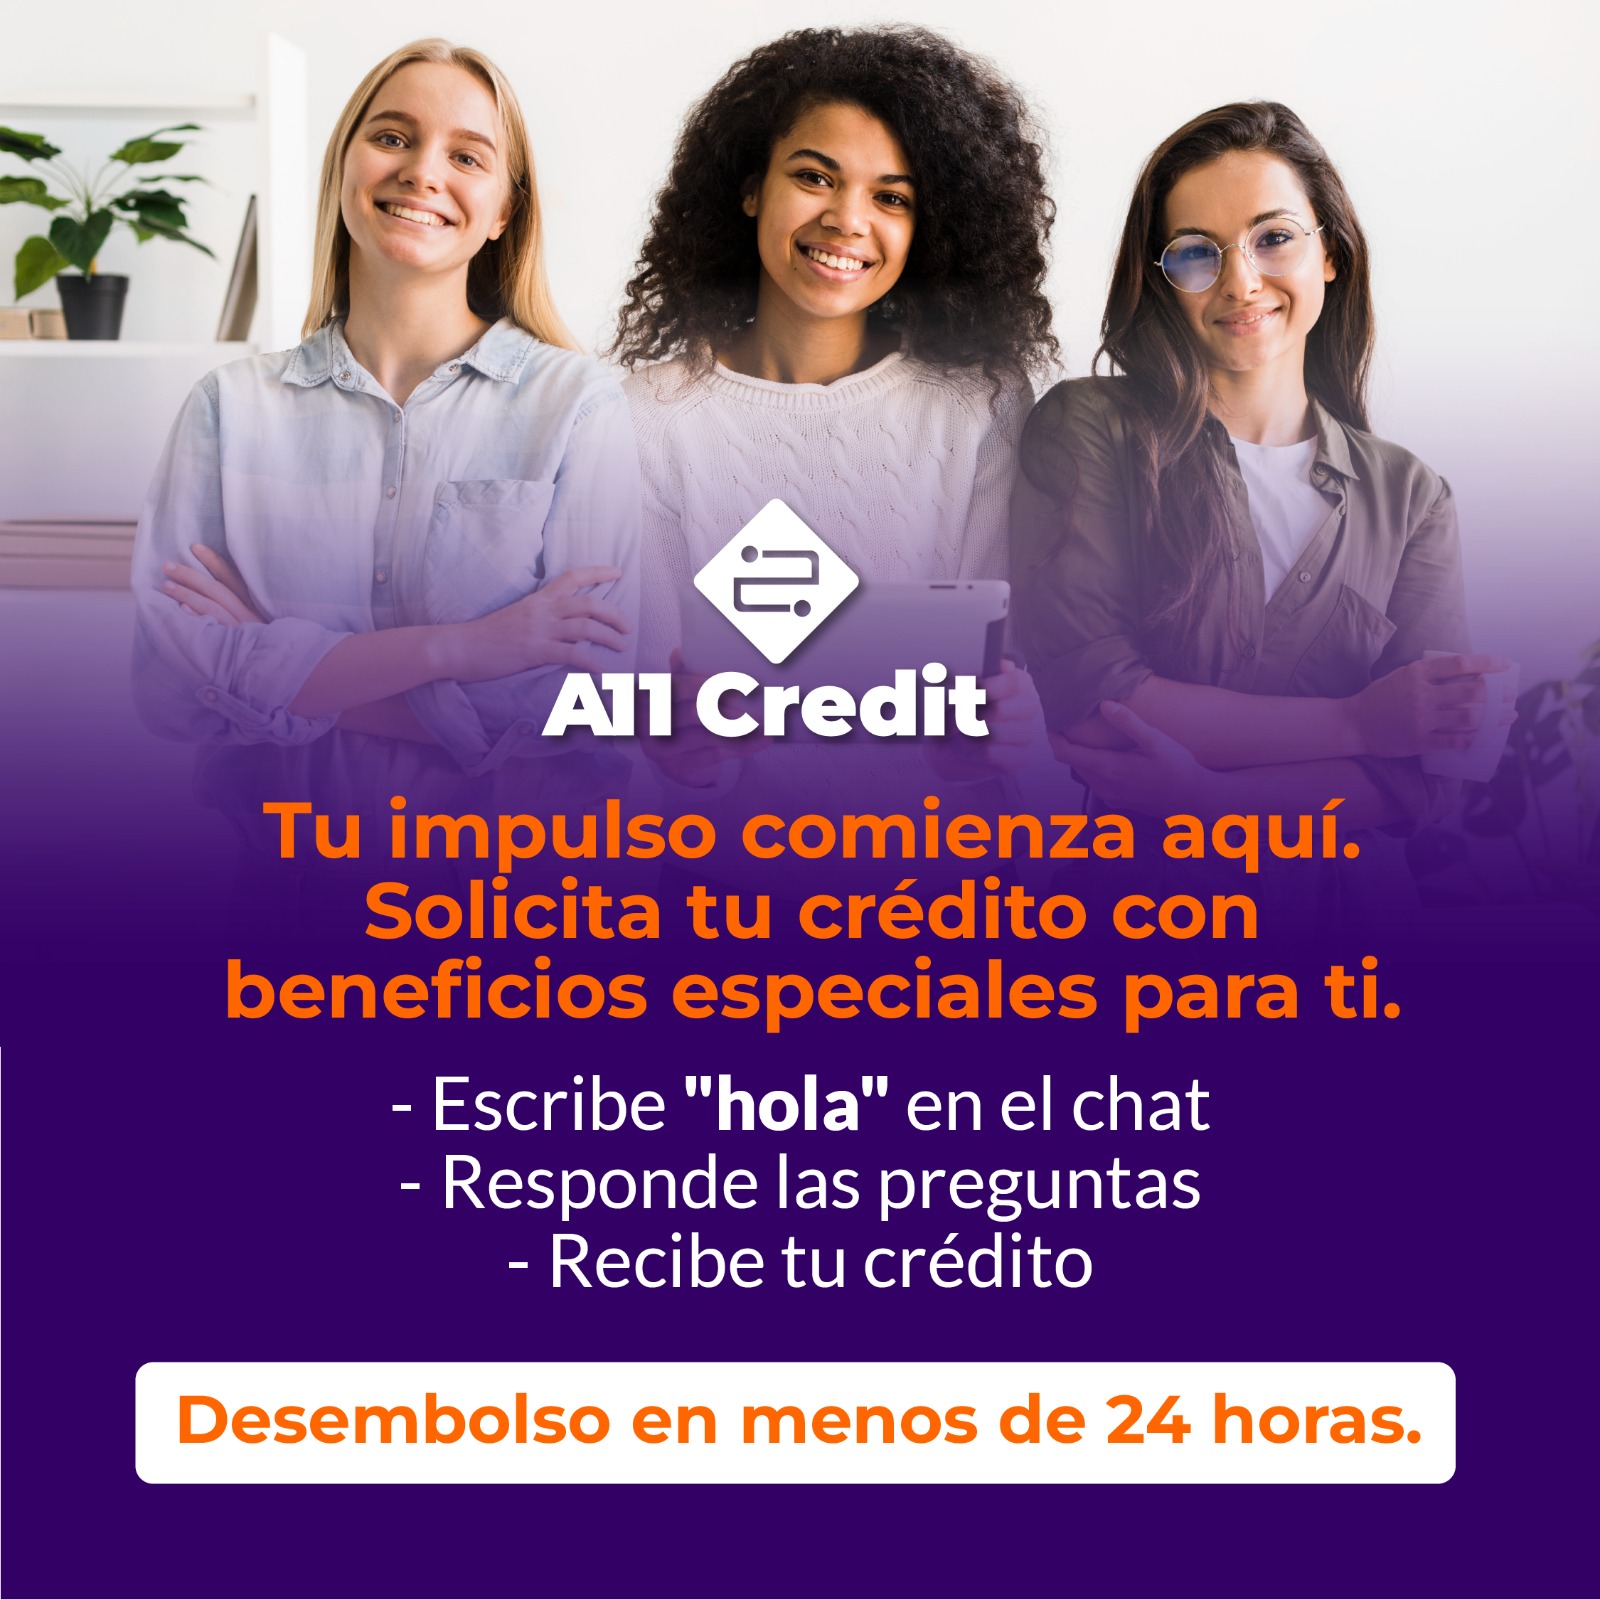 A11 Credit
Tu impulso comienza aquí.
Solicita tu crédito con
beneficios especiales para ti.
- Escribe "hola" en el chat
- Responde las preguntas
- Recibe tu crédito
Desembolso en menos de 24 horas.